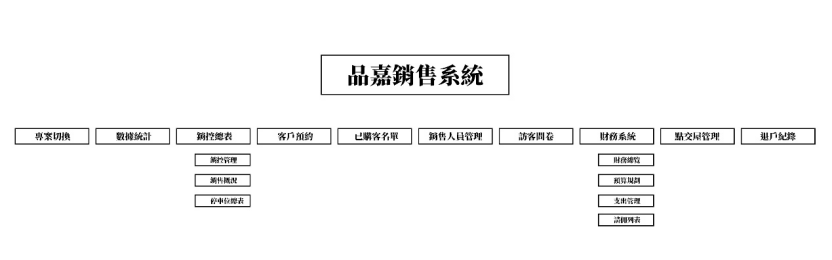 品嘉銷售系統
專案切換
數據統計
銷控總表
客戶預約
已購客名單
銷售人員管理
訪客問卷
財務系統
點交屋管理
退戶紀錄
銷控管理
銷售概況
停車位總表
財務總覽
預算規劃
支出管理
請款列表